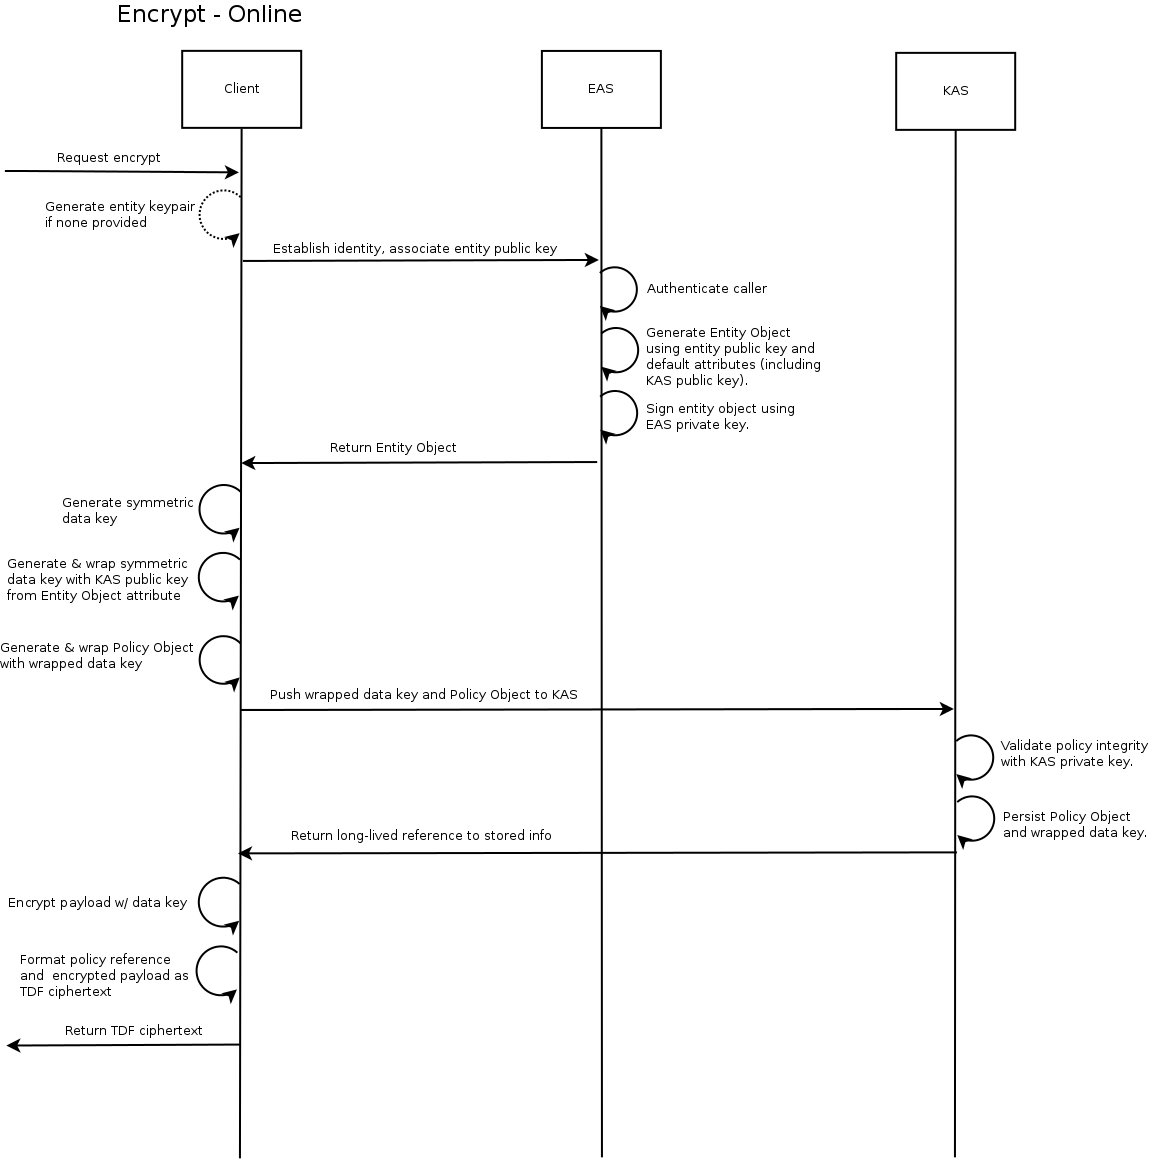 Encrypt - Online
Client
EAS
KAS
Request encrypt
Generate entity keypair
if none provided
Establish identity, associate entity public key
Authenticate caller
Generate Entity Object
using entity public key and
default attributes (including
KAS public key).
Sign entity object using
EAS private key.
Return Entity Object
Generate symmetric
data key
Generate & wrap symmetric
data key with KAS public key
from Entity Object attribute
Generate & wrap Policy Object
with wrapped data key
Push wrapped data key and Policy Object to KAS
Validate policy integrity
with KAS private key.
Persist Policy Object
and wrapped data key.
Return long-lived reference to stored info
Encrypt payload w/ data key
Format policy reference
and  encrypted payload as
TDF ciphertext
Return TDF ciphertext